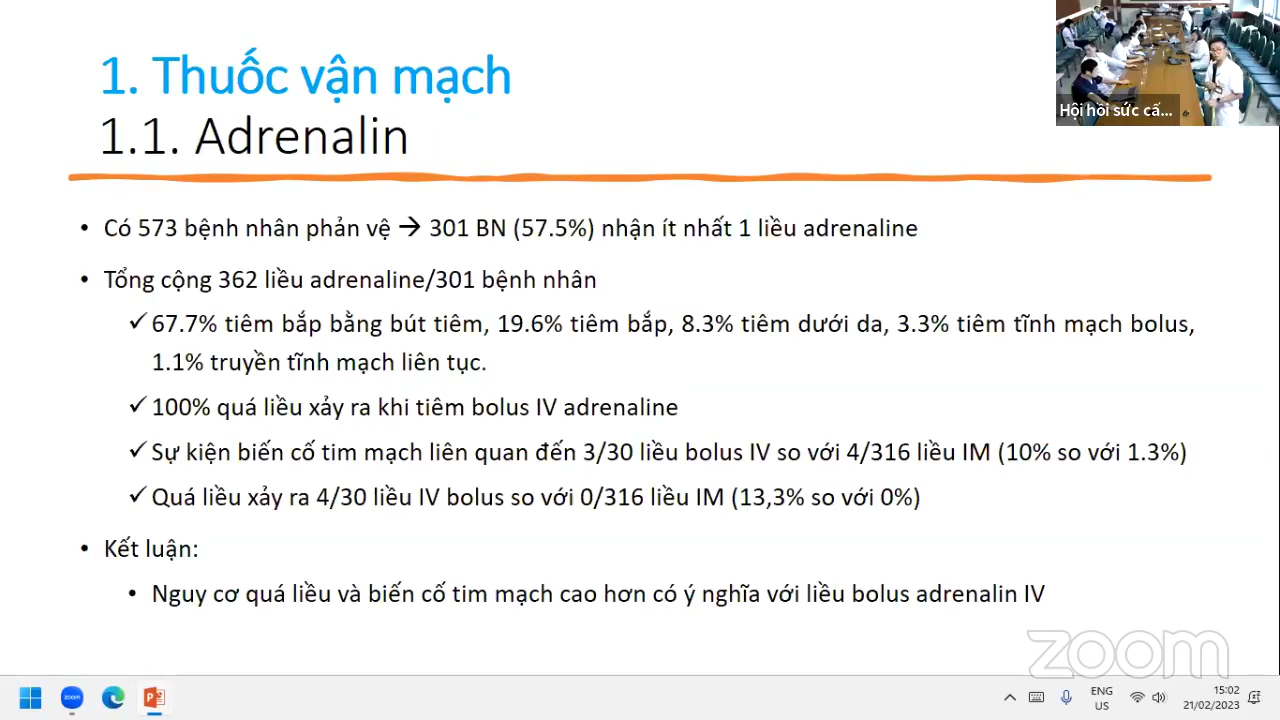 1. Thuốc vận mạch
1.1. Adrenalin
Hội hồi sức cấ...
• Có 573 bệnh nhân phản vệ → 301 BN (57.5%) nhận ít nhất 1 liều adrenaline
• Tổng cộng 362 liều adrenaline/301 bệnh nhân
✓ 67.7% tiêm bắp bằng bút tiêm, 19.6% tiêm bắp, 8.3% tiêm dưới da, 3.3% tiêm tĩnh mạch bolus,
1.1% truyền tĩnh mạch liên tục.
✓ 100% quá liều xảy ra khi tiêm bolus IV adrenaline
✓ Sự kiện biến cố tim mạch liên quan đến 3/30 liều bolus IV so với 4/316 liều IM (10% so với 1.3%)
✓ Quá liều xảy ra 4/30 liều IV bolus so với 0/316 liều IM (13,3% so với 0%)
• Kết luận:
• Nguy cơ quá liều và biến cố tim mạch cao hơn có ý nghĩa với liều bolus adrenalin IV
zoom
zoom
ENG
US
15:02
21/02/2023